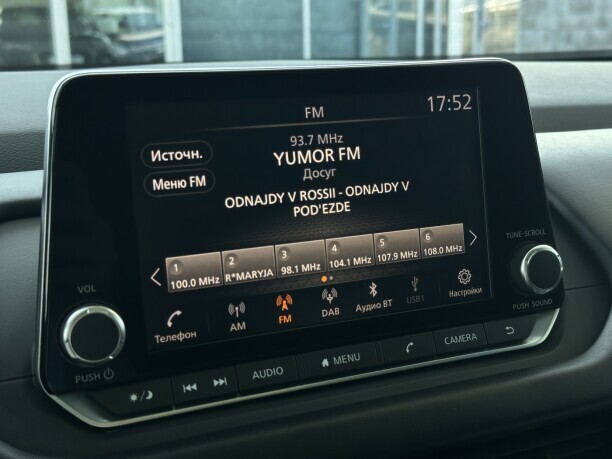 FM
17:52
93.7 MHz
YUMOR FM
Досуг
Источн.
Меню FM
ODNAJDY V ROSSII - ODNAJDY V
POD'EZDE
1 2 3 4 5 6
100.0 MHz R*MARYJA 98.1 MHz 104.1 MHz 107.9 MHz 108.0 MHz
Телефон AM FM DAB Аудио BT USB1 Настройки
VOL
PUSH
TUNE·SCROLL
PUSH SOUND
AUDIO MENU CAMERA